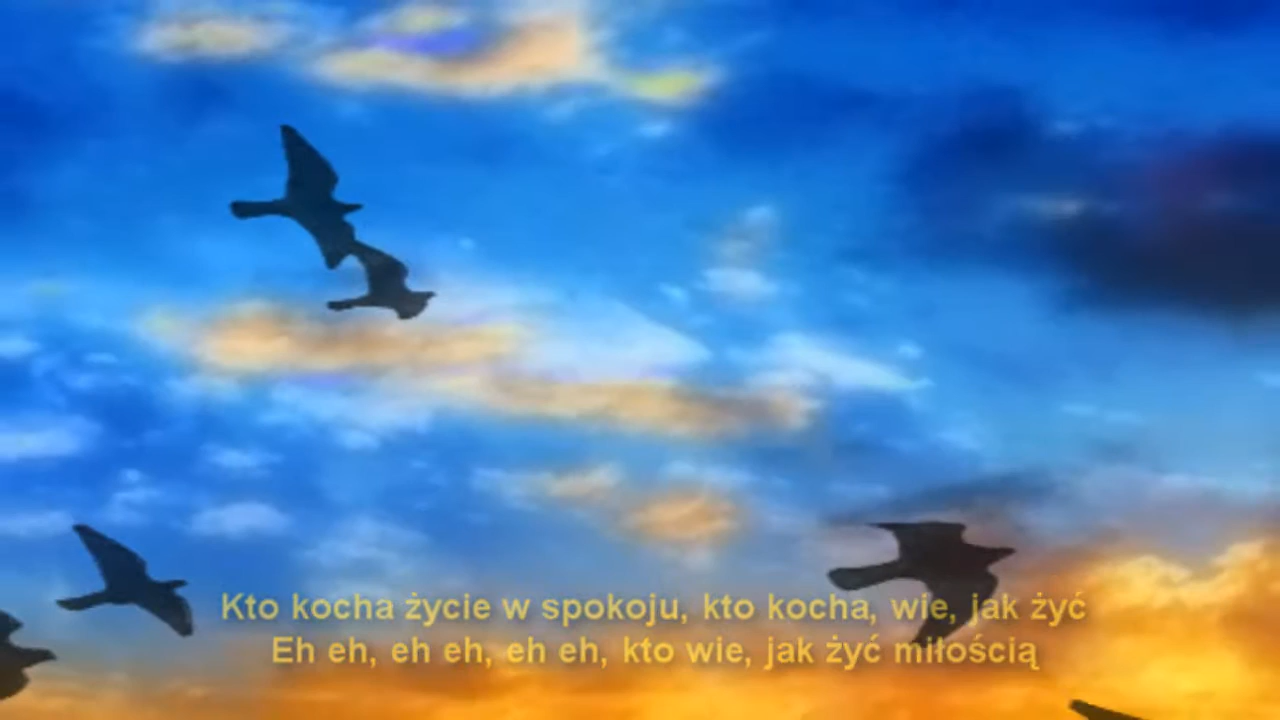 Kto kocha życie w spokoju, kto kocha, wie, jak żyć
Eh eh, eh eh, eh eh, kto wie, jak żyć miłością